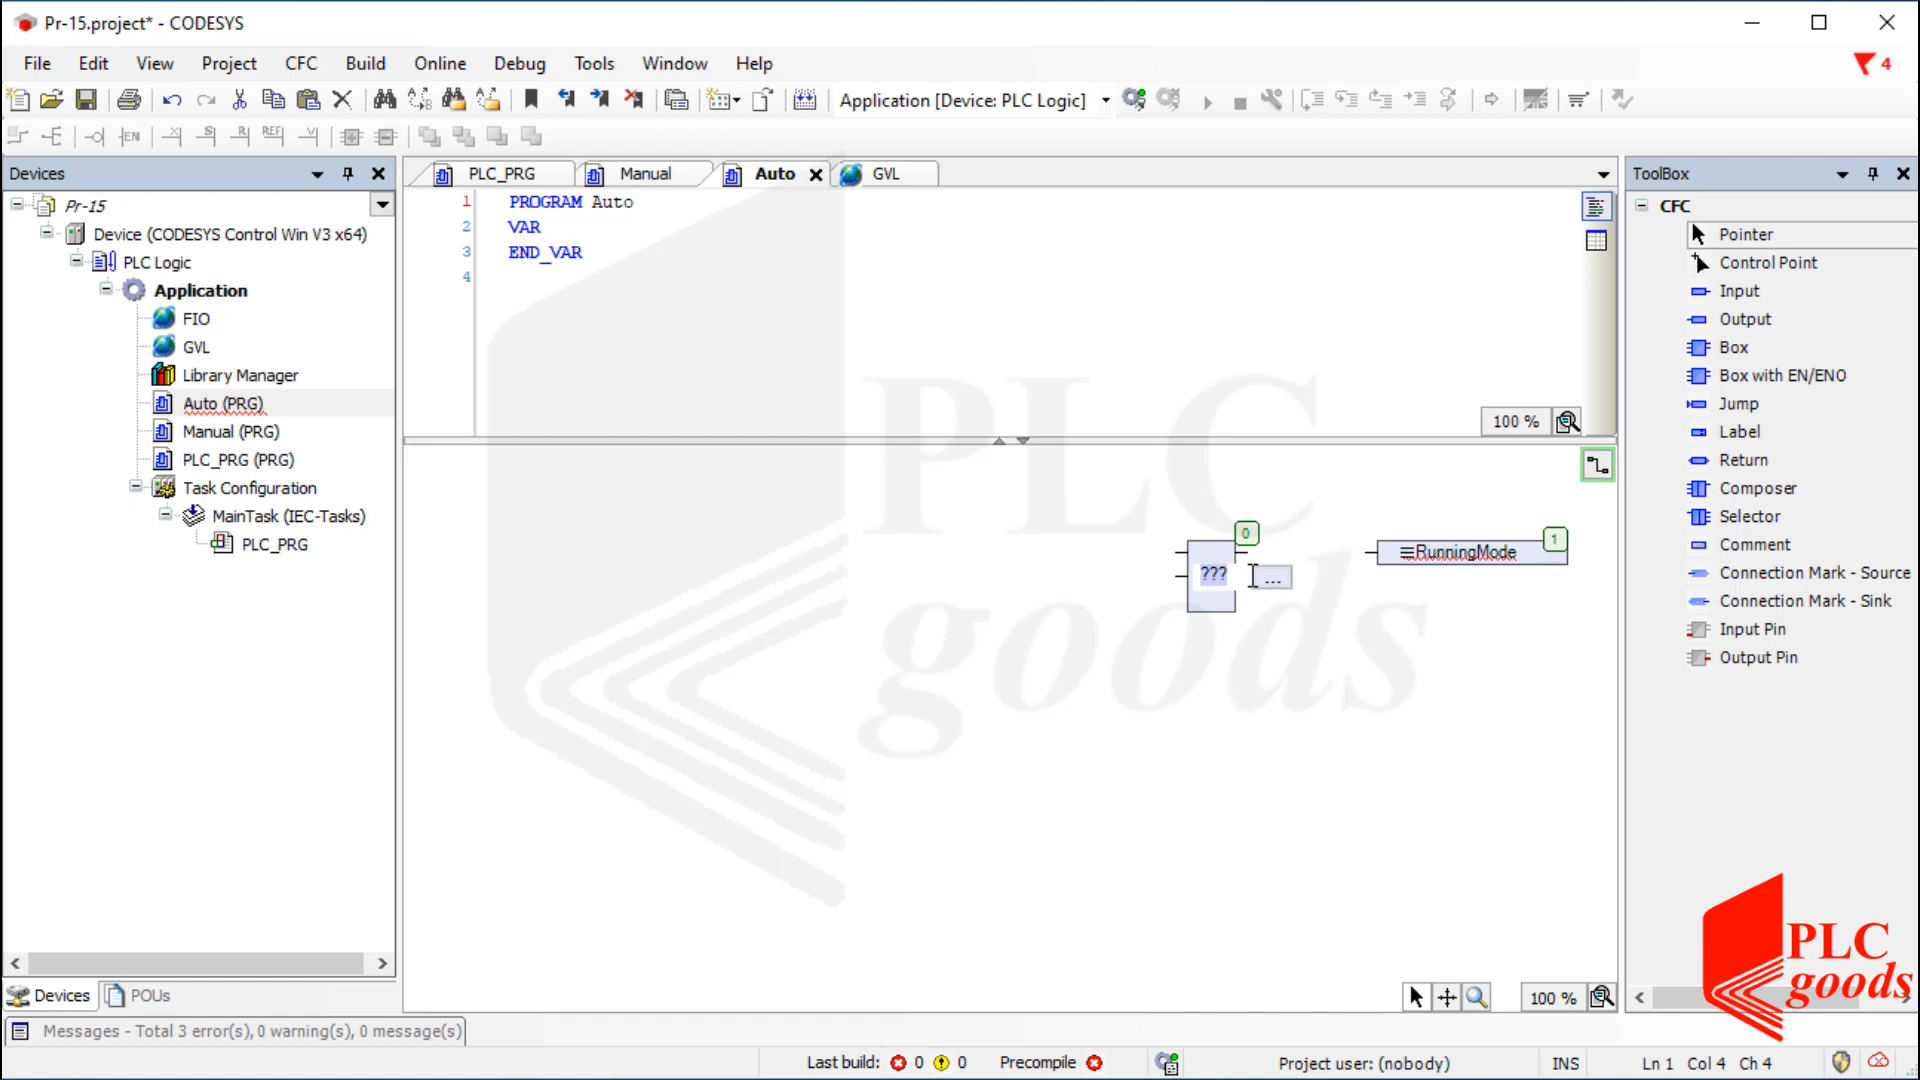 Pr-15.project* - CODESYS
File Edit View Project CFC Build Online Debug Tools Window Help
4
Application [Device: PLC Logic]
EN S R REF
Devices
Pr-15
Device (CODESYS Control Win V3 x64)
PLC Logic
Application
FIO
GVL
Library Manager
Auto (PRG)
Manual (PRG)
PLC_PRG (PRG)
Task Configuration
MainTask (IEC-Tasks)
PLC_PRG
Devices POUs
PLC_PRG Manual Auto GVL
1 PROGRAM Auto
2 VAR
3 END_VAR
4
100 %
0
???
...
RunningMode
1
PLC
goods
100 %
ToolBox
CFC
Pointer
Control Point
Input
Output
Box
Box with EN/ENO
Jump
Label
Return
Composer
Selector
Comment
Connection Mark - Source
Connection Mark - Sink
Input Pin
Output Pin
PLC
goods
Messages - Total 3 error(s), 0 warning(s), 0 message(s)
Last build: 0 0 Precompile Project user: (nobody) INS Ln 1 Col 4 Ch 4